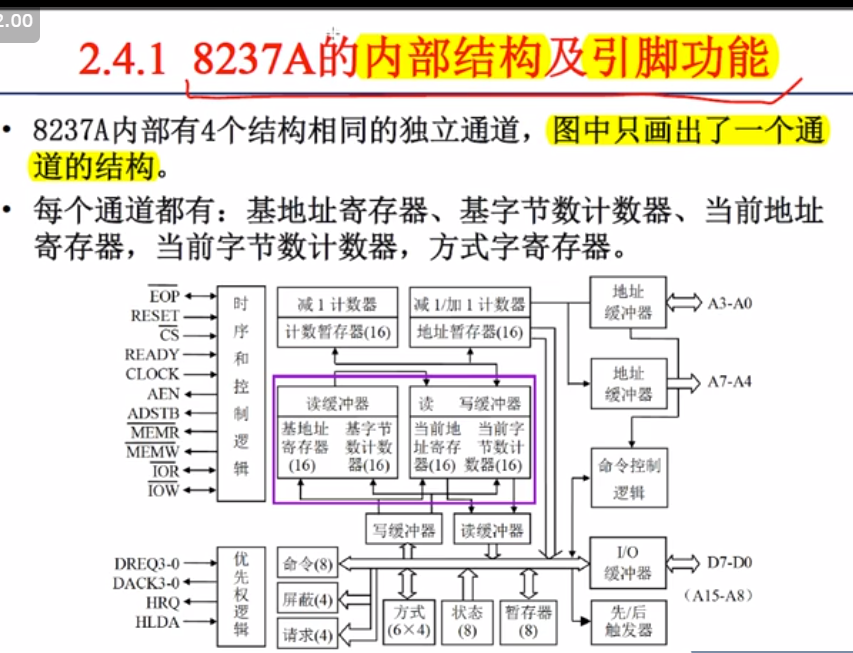 2.00
2.4.1 8237A的内部结构及引脚功能
• 8237A内部有4个结构相同的独立通道，图中只画出了一个通
道的结构。
• 每个通道都有：基地址寄存器、基字节数计数器、当前地址
寄存器，当前字节数计数器，方式字寄存器。
EOP
RESET
CS
READY
CLOCK
AEN
ADSTB
MEMR
MEMW
IOR
IOW
时
序
和
控
制
逻
辑
减1计数器
计数暂存器(16)
减1/加1计数器
地址暂存器(16)
地址
缓冲器
A3-A0
地址
缓冲器
A7-A4
读缓冲器
基地址
寄存器
(16)
基字节
数计数
器(16)
读 写缓冲器
当前地
址寄存
器(16)
当前字
节数计
数器(16)
命令控制
逻辑
写缓冲器
读缓冲器
DREQ3-0
DACK3-0
HRQ
HLDA
优
先
权
逻
辑
命令(8)
屏蔽(4)
请求(4)
方式
(6×4)
状态
(8)
暂存器
(8)
I/O
缓冲器
D7-D0
（A15-A8）
先/后
触发器